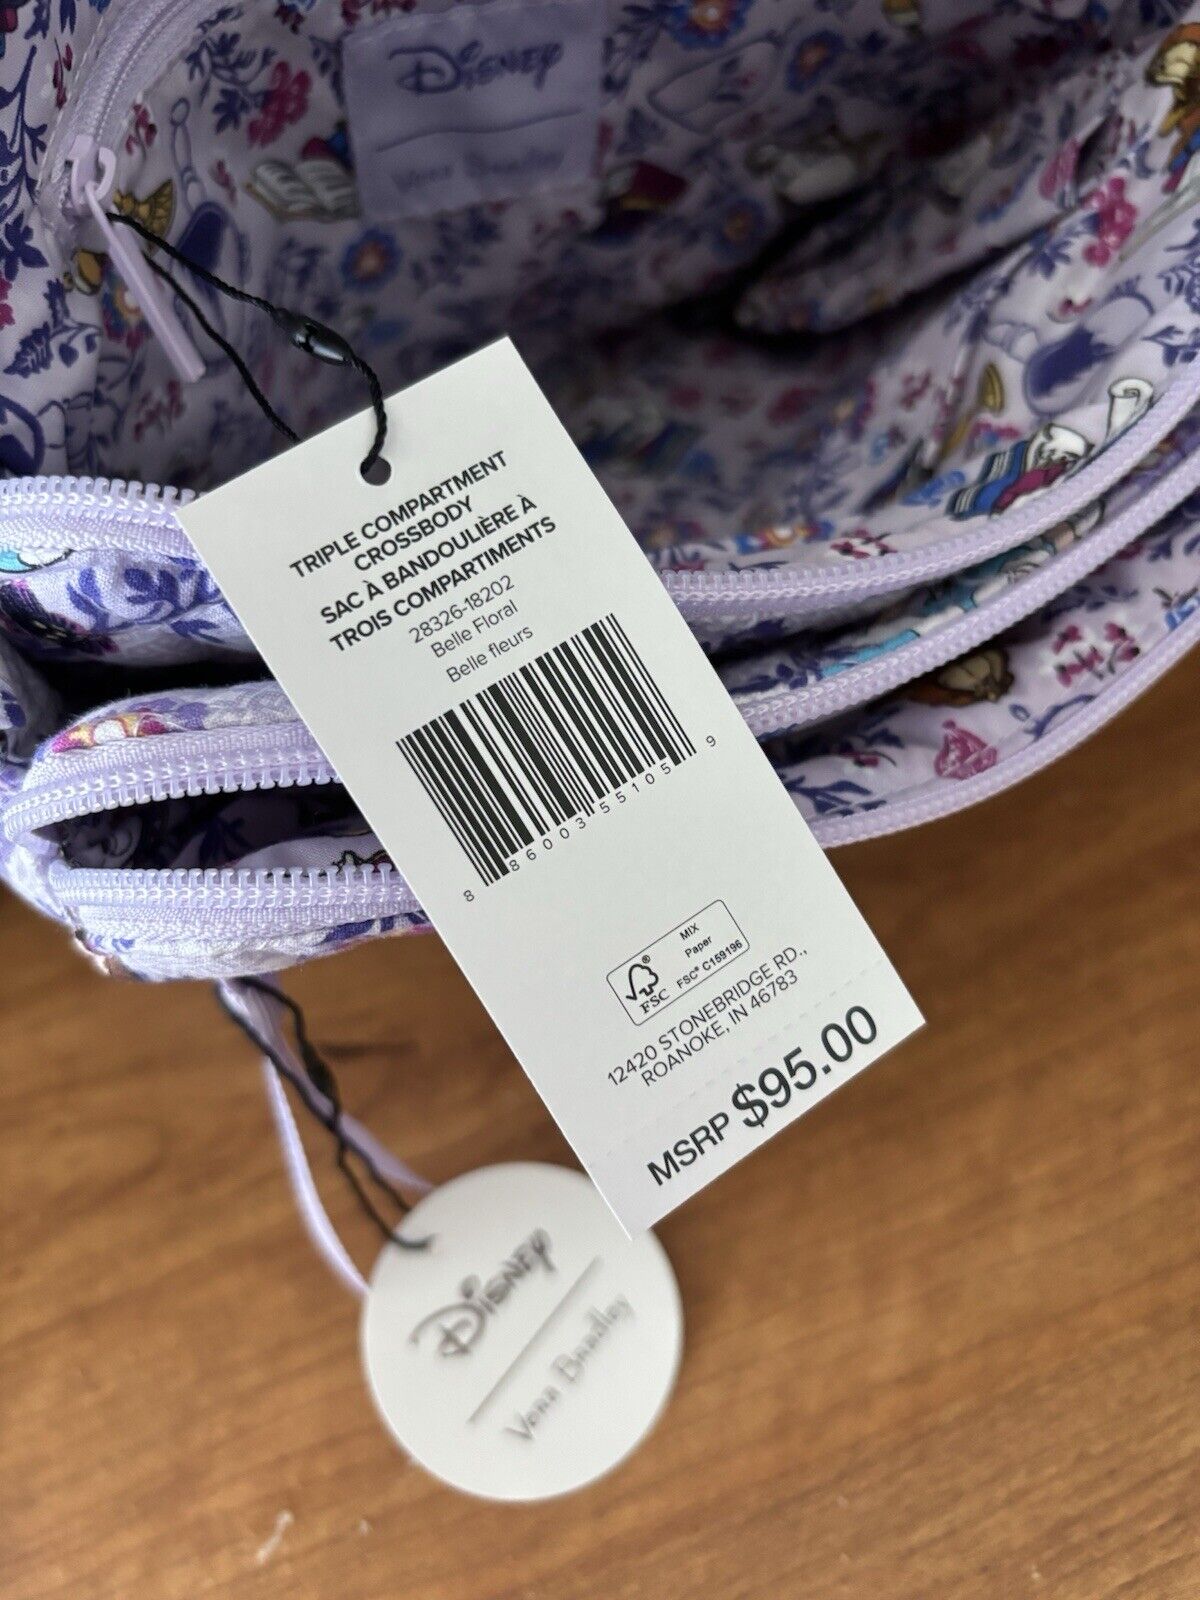 Disney
Vera Bradley
TRIPLE COMPARTMENT
CROSSBODY
SAC À BANDOULIÈRE À
TROIS COMPARTIMENTS
28326-18202
Belle Floral
Belle fleurs
8 86003 55105 9
MIX
Paper
FSC® C159196
FSC
12420 STONEBRIDGE RD.,
ROANOKE, IN 46783
MSRP $95.00
Disney
Vera Bradley